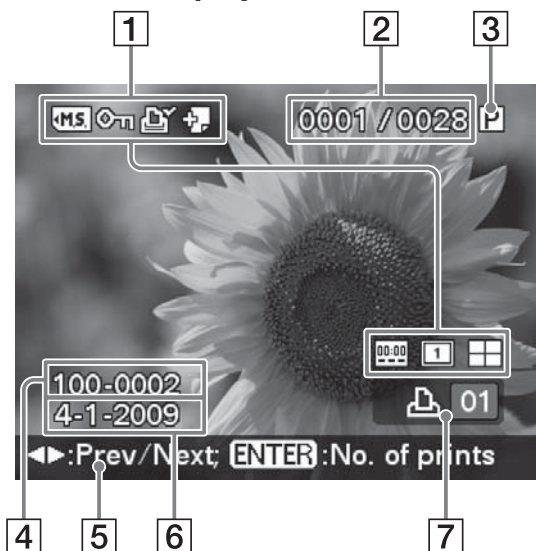 1 2 3
M.S. 0001 / 0028 P
00:00 1
100-0002
4-1-2009
01
◀▶:Prev/Next; ENTER :No. of prints
4 5 6 7